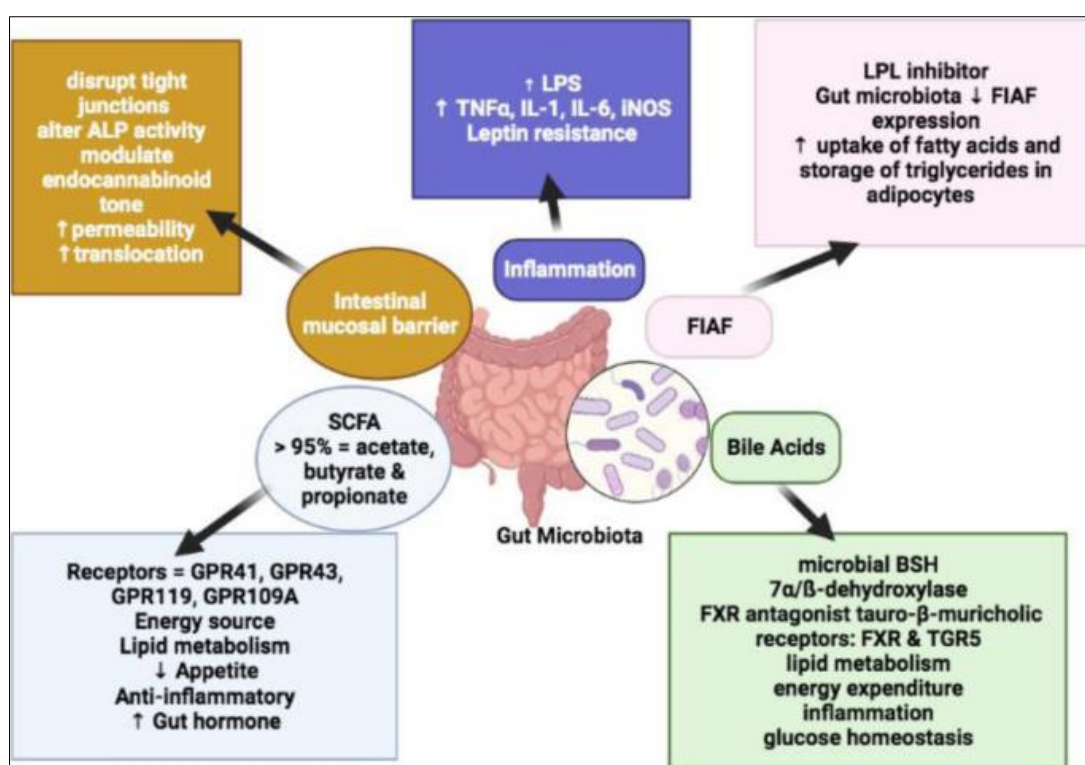 disrupt tight
junctions
alter ALP activity
modulate
endocannabinoid
tone
↑ permeability
↑ translocation
↑ LPS
↑ TNFα, IL-1, IL-6, iNOS
Leptin resistance
LPL inhibitor
Gut microbiota ↓ FIAF
expression
↑ uptake of fatty acids and
storage of triglycerides in
adipocytes
Inflammation
Intestinal
mucosal barrier
FIAF
SCFA
> 95% = acetate,
butyrate &
propionate
Bile Acids
Gut Microbiota
Receptors = GPR41, GPR43,
GPR119, GPR109A
Energy source
Lipid metabolism
↓ Appetite
Anti-inflammatory
↑ Gut hormone
microbial BSH
7α/ß-dehydroxylase
FXR antagonist tauro-β-muricholic
receptors: FXR & TGR5
lipid metabolism
energy expenditure
inflammation
glucose homeostasis